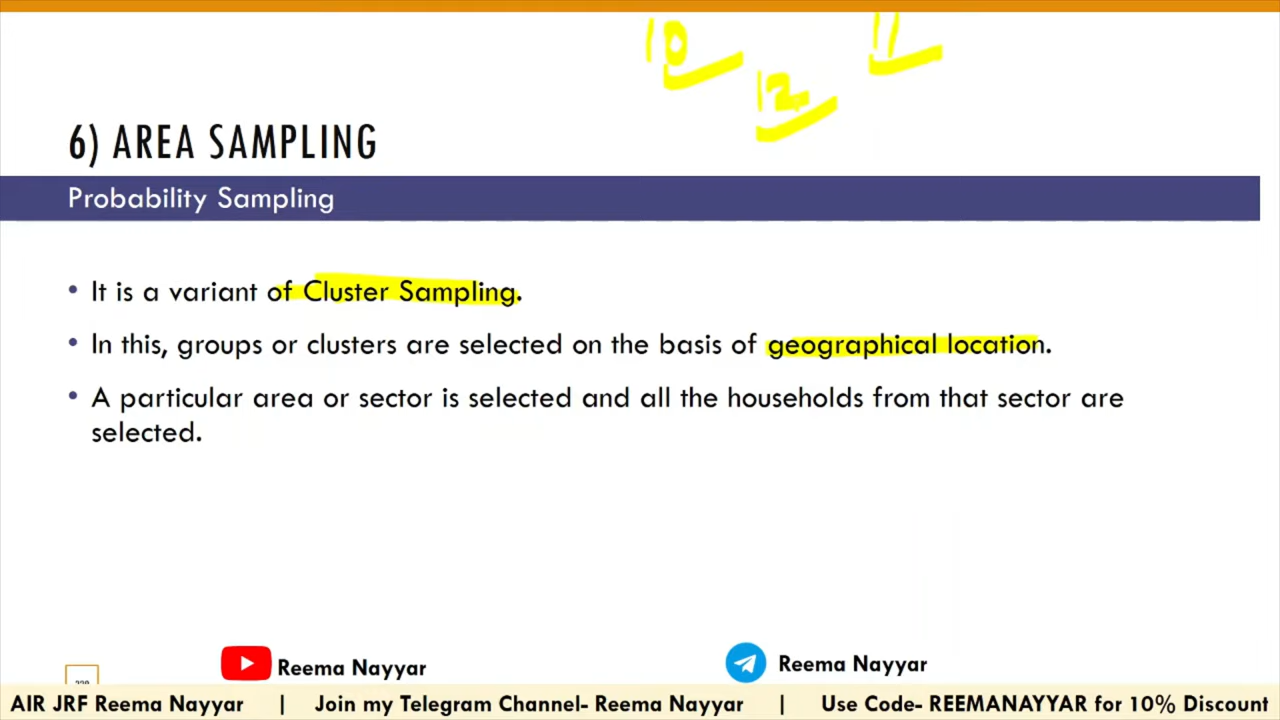 10
11
12
6) AREA SAMPLING
Probability Sampling
• It is a variant of Cluster Sampling.
• In this, groups or clusters are selected on the basis of geographical location.
• A particular area or sector is selected and all the households from that sector are
selected.
Reema Nayyar
Reema Nayyar
AIR JRF Reema Nayyar | Join my Telegram Channel- Reema Nayyar | Use Code- REEMANAYYAR for 10% Discount